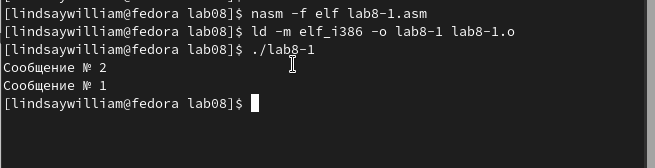 [lindsaywilliam@fedora lab08]$ nasm -f elf lab8-1.asm
[lindsaywilliam@fedora lab08]$ ld -m elf_i386 -o lab8-1 lab8-1.o
[lindsaywilliam@fedora lab08]$ ./lab8-1
Сообщение № 2
Сообщение № 1
[lindsaywilliam@fedora lab08]$